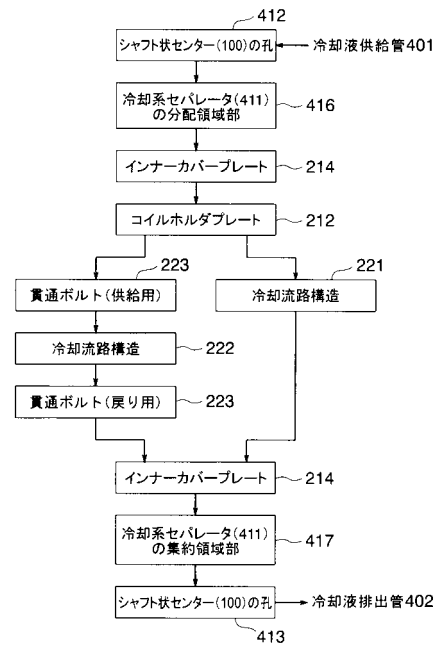 412
シャフト状センター(100)の孔
冷却液供給管401
冷却系セパレータ(411)
の分配領域部
416
インナーカバープレート
214
コイルホルダプレート
212
223
221
貫通ボルト(供給用)
冷却流路構造
冷却流路構造
222
貫通ボルト(戻り用)
223
インナーカバープレート
214
冷却系セパレータ(411)
の集約領域部
417
シャフト状センター(100)の孔
冷却液排出管402
413